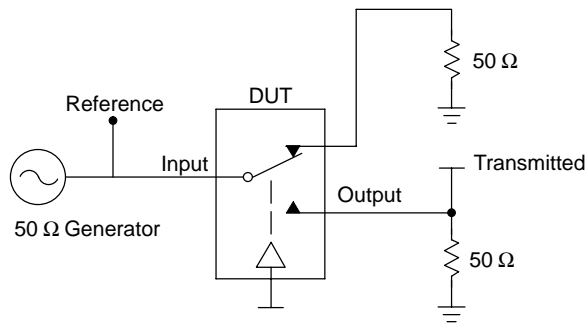 50 Ω
Reference
DUT
Input
Transmitted
Output
50 Ω Generator
50 Ω